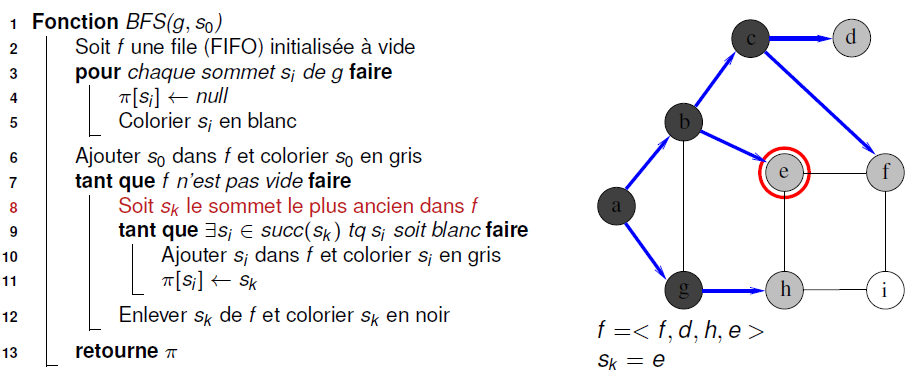 1 Fonction BFS(g, s₀)
2 Soit f une file (FIFO) initialisée à vide
3 pour chaque sommet sᵢ de g faire
4 π[sᵢ] ← null
5 Colorier sᵢ en blanc
6 Ajouter s₀ dans f et colorier s₀ en gris
7 tant que f n'est pas vide faire
8 Soit sₖ le sommet le plus ancien dans f
9 tant que ∃sᵢ ∈ succ(sₖ) tq sᵢ soit blanc faire
10 Ajouter sᵢ dans f et colorier sᵢ en gris
11 π[sᵢ] ← sₖ
12 Enlever sₖ de f et colorier sₖ en noir
13 retourne π
c d
b
e f
a
g h i
f =< f, d, h, e >
sₖ = e